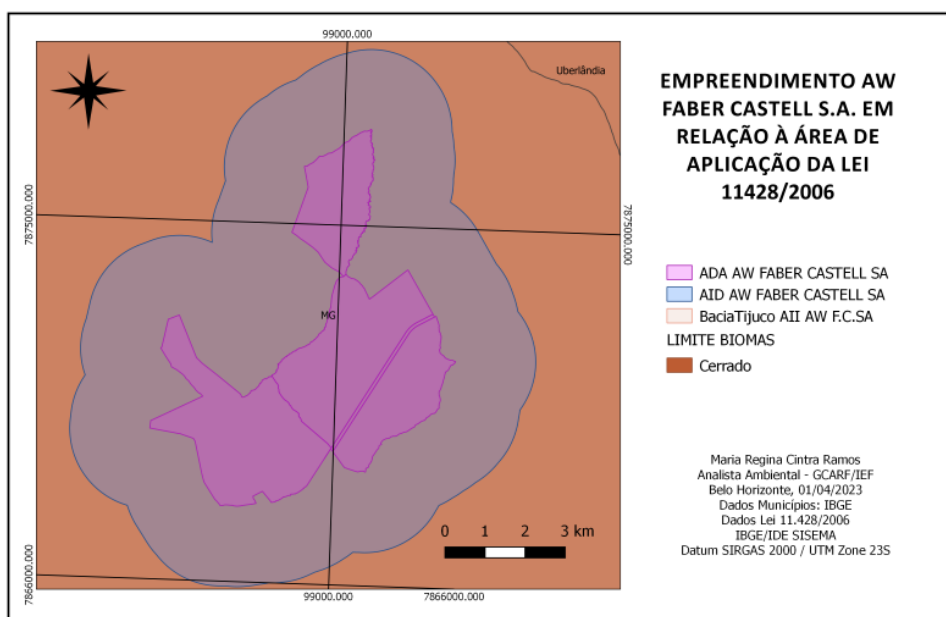 99000.000
Uberlândia
7875000.000
7875000.000
MG
0 1 2 3 km
7866000.000
99000.000
7866000.000
EMPREENDIMENTO AW
FABER CASTELL S.A. EM
RELAÇÃO À ÁREA DE
APLICAÇÃO DA LEI
11428/2006
ADA AW FABER CASTELL SA
AID AW FABER CASTELL SA
BaciaTijuco AII AW F.C.SA
LIMITE BIOMAS
Cerrado
Maria Regina Cintra Ramos
Analista Ambiental - GCARF/IEF
Belo Horizonte, 01/04/2023
Dados Municípios: IBGE
Dados Lei 11.428/2006
IBGE/IDE SISEMA
Datum SIRGAS 2000 / UTM Zone 23S